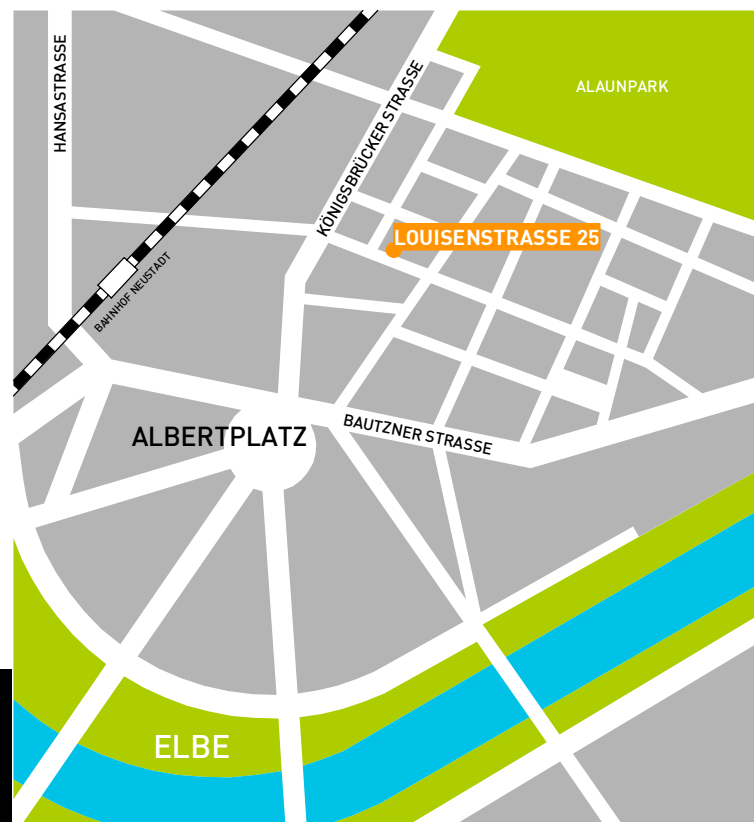 ALAUNPARK
HANSASTRASSE
KÖNIGSBRÜCKER STRASSE
LOUISENSTRASSE 25
BAHNHOF NEUSTADT
ALBERTPLATZ
BAUTZNER STRASSE
ELBE